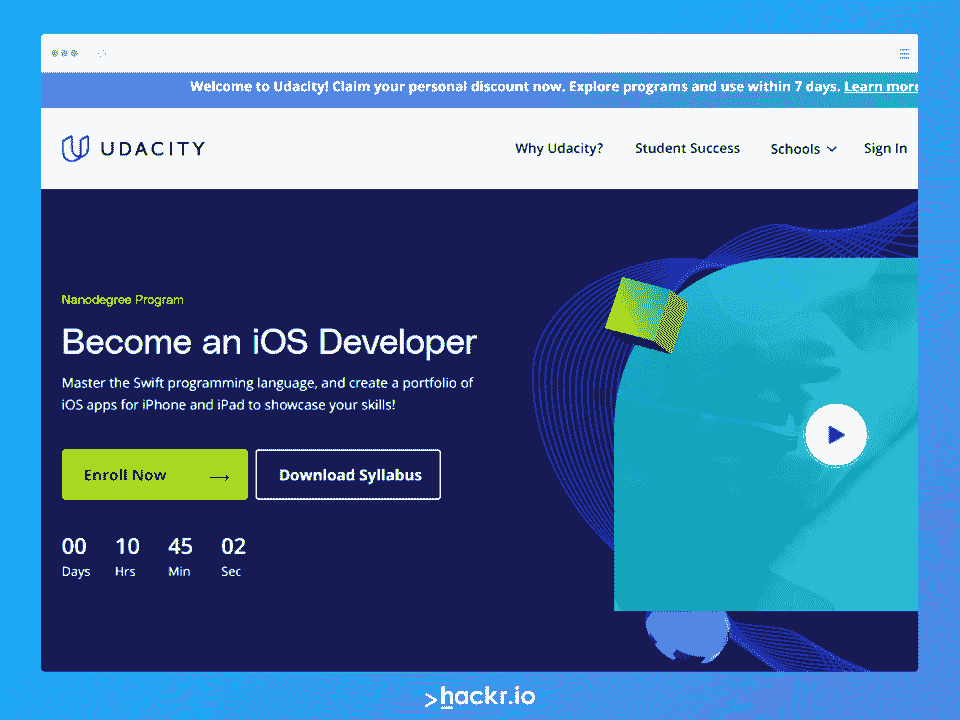 Welcome to Udacity! Claim your personal discount now. Explore programs and use within 7 days. Learn more
UDACITY
Why Udacity?
Student Success
Schools
Sign In
Nanodegree Program
Become an iOS Developer
Master the Swift programming language, and create a portfolio of
iOS apps for iPhone and iPad to showcase your skills!
Enroll Now
Download Syllabus
00 10 45 02
Days Hrs Min Sec
>hackr.io